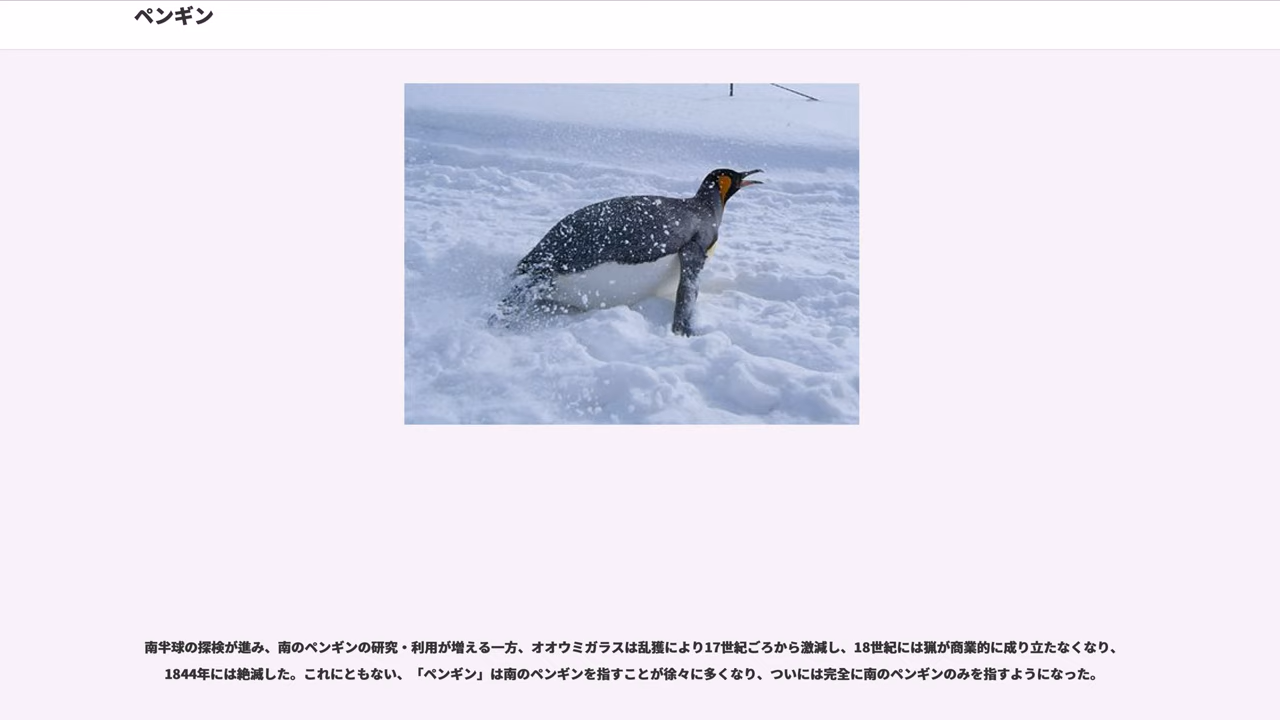 ペンギン
南半球の探検が進み、南のペンギンの研究・利用が増える一方、オオウミガラスは乱獲により17世紀ごろから激減し、18世紀には猟が商業的に成り立たなくなり、
1844年には絶滅した。これにともない、「ペンギン」は南のペンギンを指すことが徐々に多くなり、ついには完全に南のペンギンのみを指すようになった。